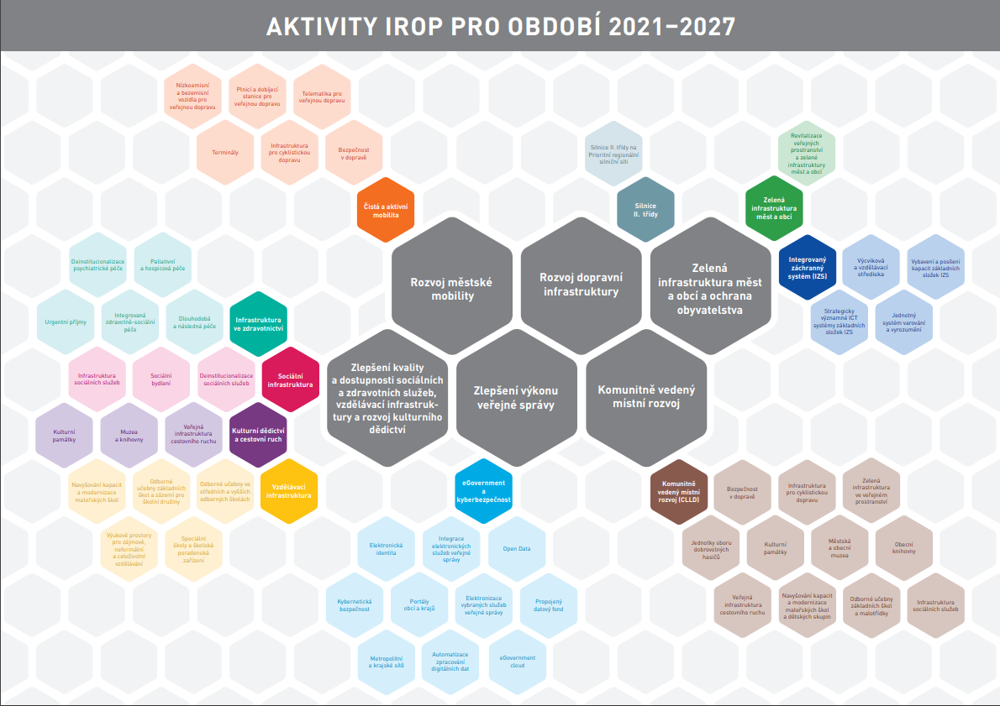 AKTIVITY IROP PRO OBDOBÍ 2021–2027
Nízkoemisní
a bezemisní
vozidla pro
veřejnou dopravu
Plnicí a dobíjecí
stanice pro
veřejnou dopravu
Telematika pro
veřejnou dopravu
Terminály
Infrastruktura
pro cyklistickou
dopravu
Bezpečnost
v dopravě
Čistá a aktivní
mobilita
Silnice II. třídy na
Prioritní regionální
silniční síti
Silnice
II. třídy
Revitalizace
veřejných
prostranství
a zelené
infrastruktury
měst a obcí
Zelená
infrastruktura
měst a obcí
Rozvoj městské
mobility
Rozvoj dopravní
infrastruktury
Zelená
infrastruktura měst
a obcí a ochrana
obyvatelstva
Integrovaný
záchranný
systém (IZS)
Výcviková
a vzdělávací
střediska
Vybavení a posílení
kapacit základních
složek IZS
Strategicky
významné ICT
systémy základních
složek IZS
Jednotný
systém varování
a vyrozumění
Deinstitucionalizace
psychiatrické péče
Paliativní
a hospicová péče
Urgentní příjmy
Integrovaná
zdravotně-sociální
péče
Dlouhodobá
a následná péče
Infrastruktura
ve zdravotnictví
Infrastruktura
sociálních služeb
Sociální
bydlení
Deinstitucionalizace
sociálních služeb
Sociální
infrastruktura
Zlepšení kvality
a dostupnosti sociálních
a zdravotních služeb,
vzdělávací infrastruk-
tury a rozvoj kulturního
dědictví
Zlepšení výkonu
veřejné správy
Komunitně vedený
místní rozvoj
Kulturní
památky
Muzea
a knihovny
Veřejná
infrastruktura
cestovního ruchu
Kulturní dědictví
a cestovní ruch
Navyšování kapacit
a modernizace
mateřských škol
Odborné
učebny základních
škol a zázemí pro
školní družiny
Odborné učebny ve
středních a vyšších
odborných školách
Vzdělávací
infrastruktura
Výukové prostory
pro zájmové,
neformální
a celoživotní
vzdělávání
Speciální
školy a školská
poradenská
zařízení
eGovernment
a
kyberbezpečnost
Elektronická
identita
Integrace
elektronických
služeb veřejné
správy
Open Data
Kybernetická
bezpečnost
Portály
obcí a krajů
Elektronizace
vybraných služeb
veřejné správy
Propojený
datový fond
Metropolitní
a krajské sítě
Automatizace
zpracování
digitálních dat
eGovernment
cloud
Komunitně
vedený místní
rozvoj (CLLD)
Bezpečnost
v dopravě
Infrastruktura
pro cyklistickou
dopravu
Zelená
infrastruktura
ve veřejném
prostranství
Jednotky sboru
dobrovolných
hasičů
Kulturní
památky
Městská
a obecní
muzea
Obecní
knihovny
Veřejná
infrastruktura
cestovního ruchu
Navyšování kapacit
a modernizace
mateřských škol
a dětských skupin
Odborné učebny
základních škol
a malotřídky
Infrastruktura
sociálních služeb